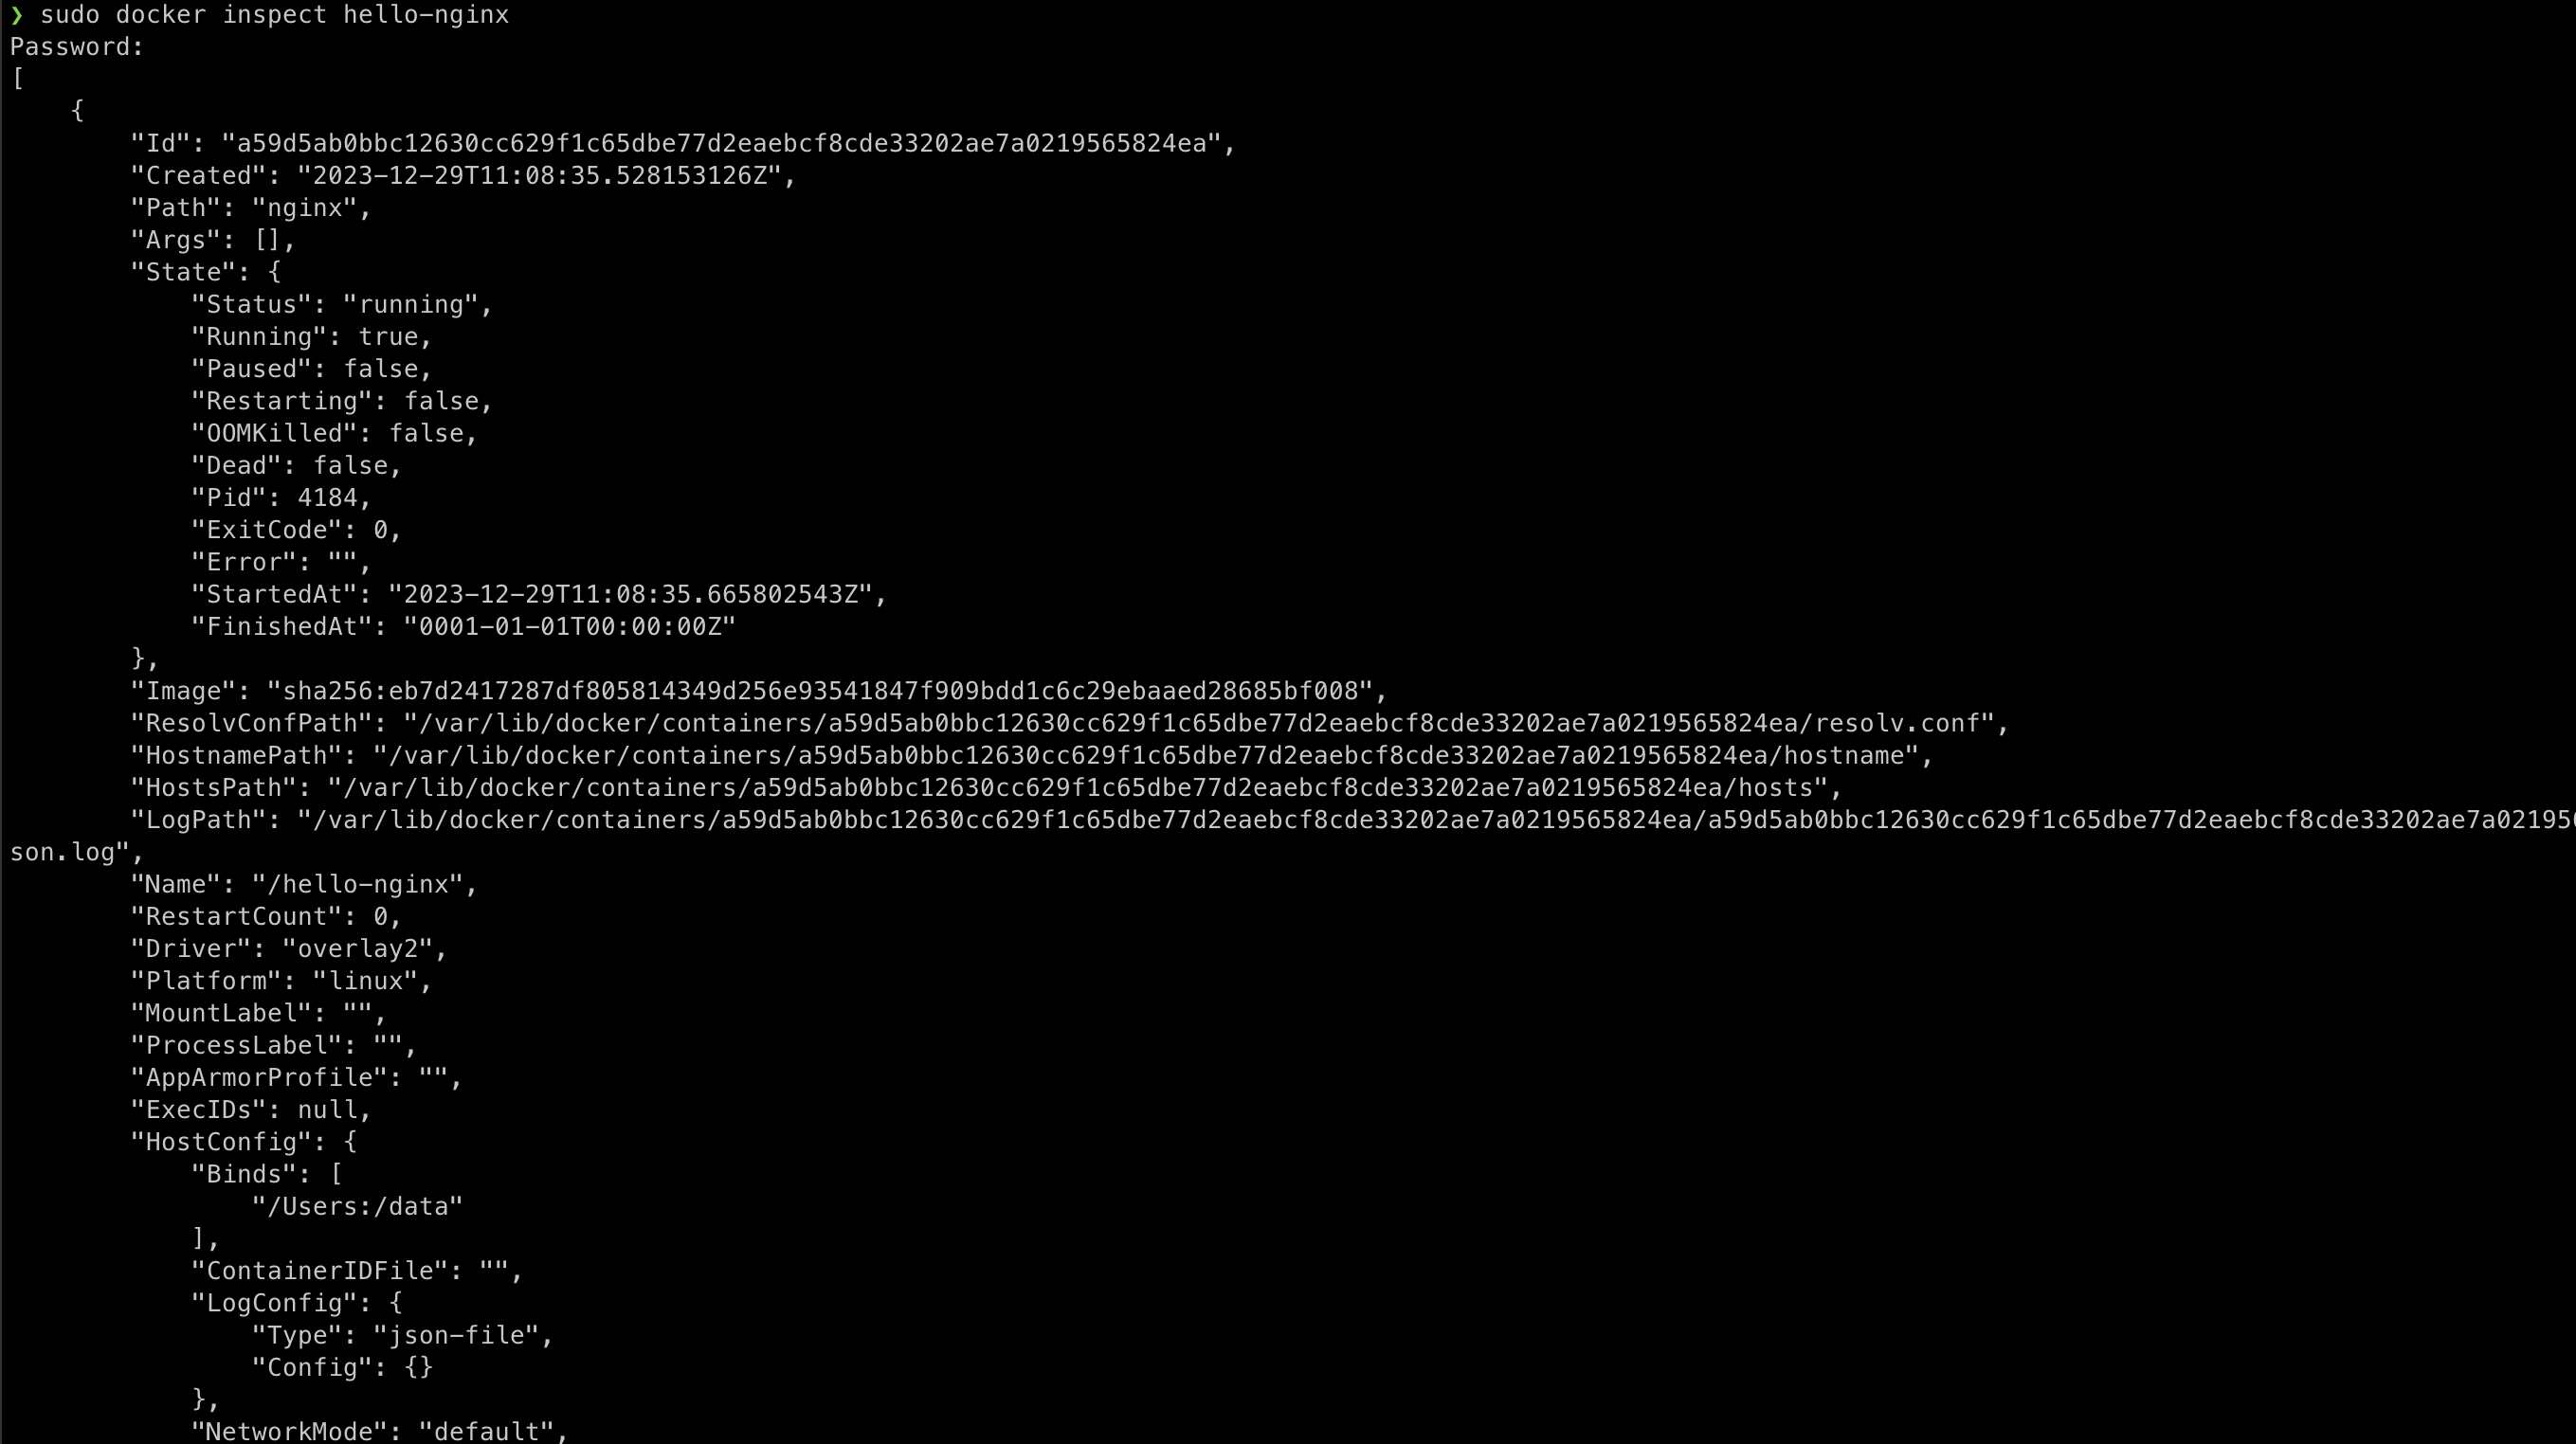 ❯ sudo docker inspect hello-nginx
Password:
[
    {
        "Id": "a59d5ab0bbc12630cc629f1c65dbe77d2eaebcf8cde33202ae7a0219565824ea",
        "Created": "2023-12-29T11:08:35.528153126Z",
        "Path": "nginx",
        "Args": [],
        "State": {
            "Status": "running",
            "Running": true,
            "Paused": false,
            "Restarting": false,
            "OOMKilled": false,
            "Dead": false,
            "Pid": 4184,
            "ExitCode": 0,
            "Error": "",
            "StartedAt": "2023-12-29T11:08:35.665802543Z",
            "FinishedAt": "0001-01-01T00:00:00Z"
        },
        "Image": "sha256:eb7d2417287df805814349d256e93541847f909bdd1c6c29ebaaed28685bf008",
        "ResolvConfPath": "/var/lib/docker/containers/a59d5ab0bbc12630cc629f1c65dbe77d2eaebcf8cde33202ae7a0219565824ea/resolv.conf",
        "HostnamePath": "/var/lib/docker/containers/a59d5ab0bbc12630cc629f1c65dbe77d2eaebcf8cde33202ae7a0219565824ea/hostname",
        "HostsPath": "/var/lib/docker/containers/a59d5ab0bbc12630cc629f1c65dbe77d2eaebcf8cde33202ae7a0219565824ea/hosts",
        "LogPath": "/var/lib/docker/containers/a59d5ab0bbc12630cc629f1c65dbe77d2eaebcf8cde33202ae7a0219565824ea/a59d5ab0bbc12630cc629f1c65dbe77d2eaebcf8cde33202ae7a02195
son.log",
        "Name": "/hello-nginx",
        "RestartCount": 0,
        "Driver": "overlay2",
        "Platform": "linux",
        "MountLabel": "",
        "ProcessLabel": "",
        "AppArmorProfile": "",
        "ExecIDs": null,
        "HostConfig": {
            "Binds": [
                "/Users:/data"
            ],
            "ContainerIDFile": "",
            "LogConfig": {
                "Type": "json-file",
                "Config": {}
            },
            "NetworkMode": "default",